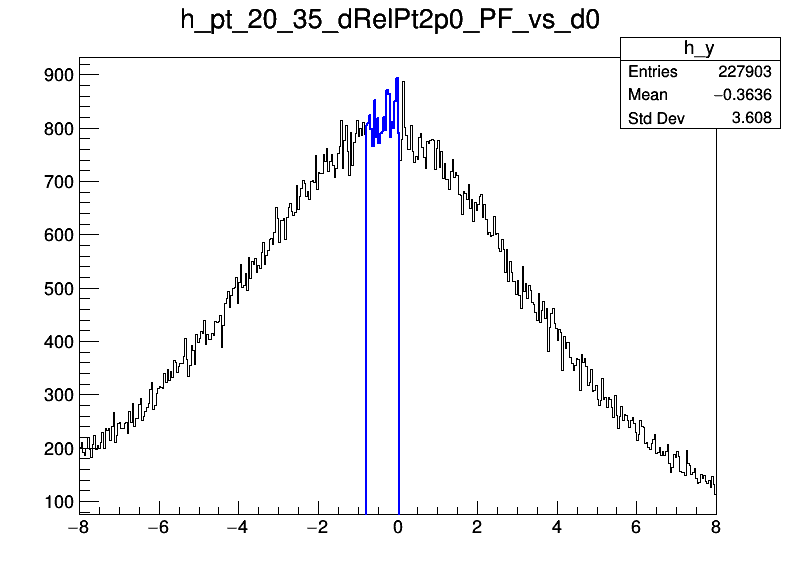 h_pt_20_35_dRelPt2p0_PF_vs_d0
h_y
Entries 227903
Mean −0.3636
Std Dev 3.608
900
800
700
600
500
400
300
200
100
−8 −6 −4 −2 0 2 4 6 8